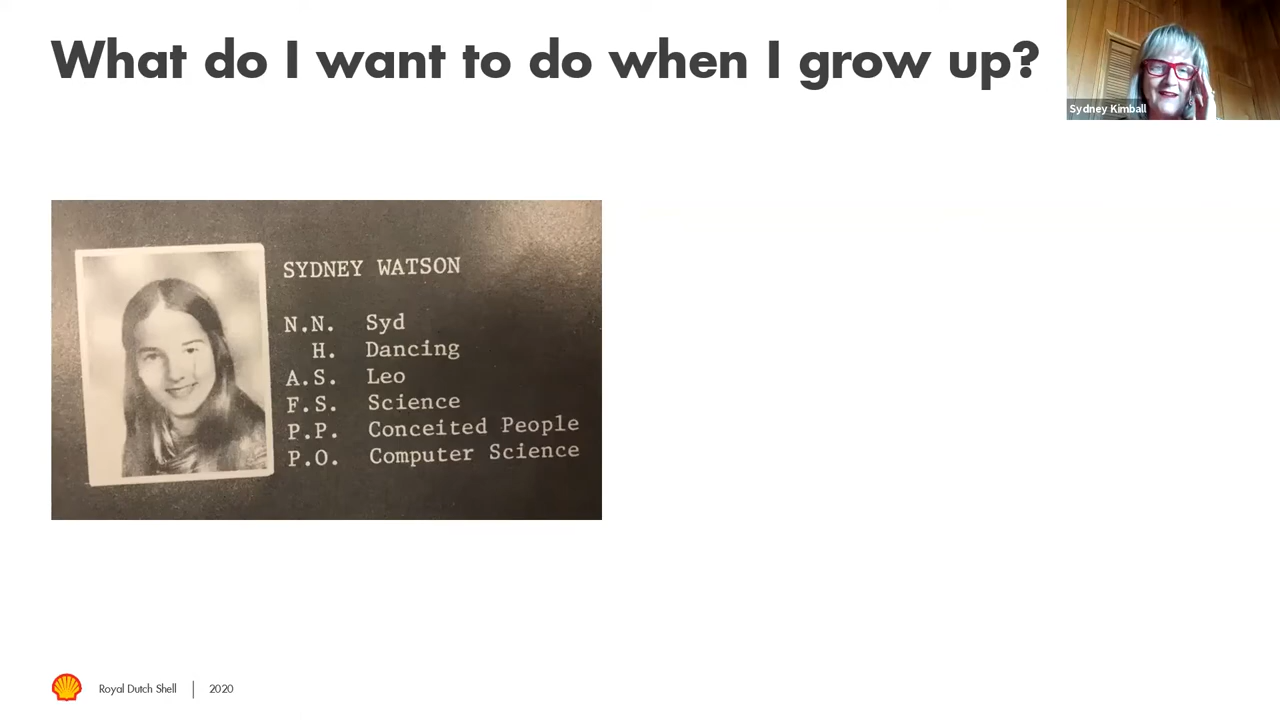 What do I want to do when I grow up?
Sydney Kimball
SYDNEY WATSON
N.N. Syd
H. Dancing
A.S. Leo
F.S. Science
P.P. Conceited People
P.O. Computer Science
Royal Dutch Shell | 2020